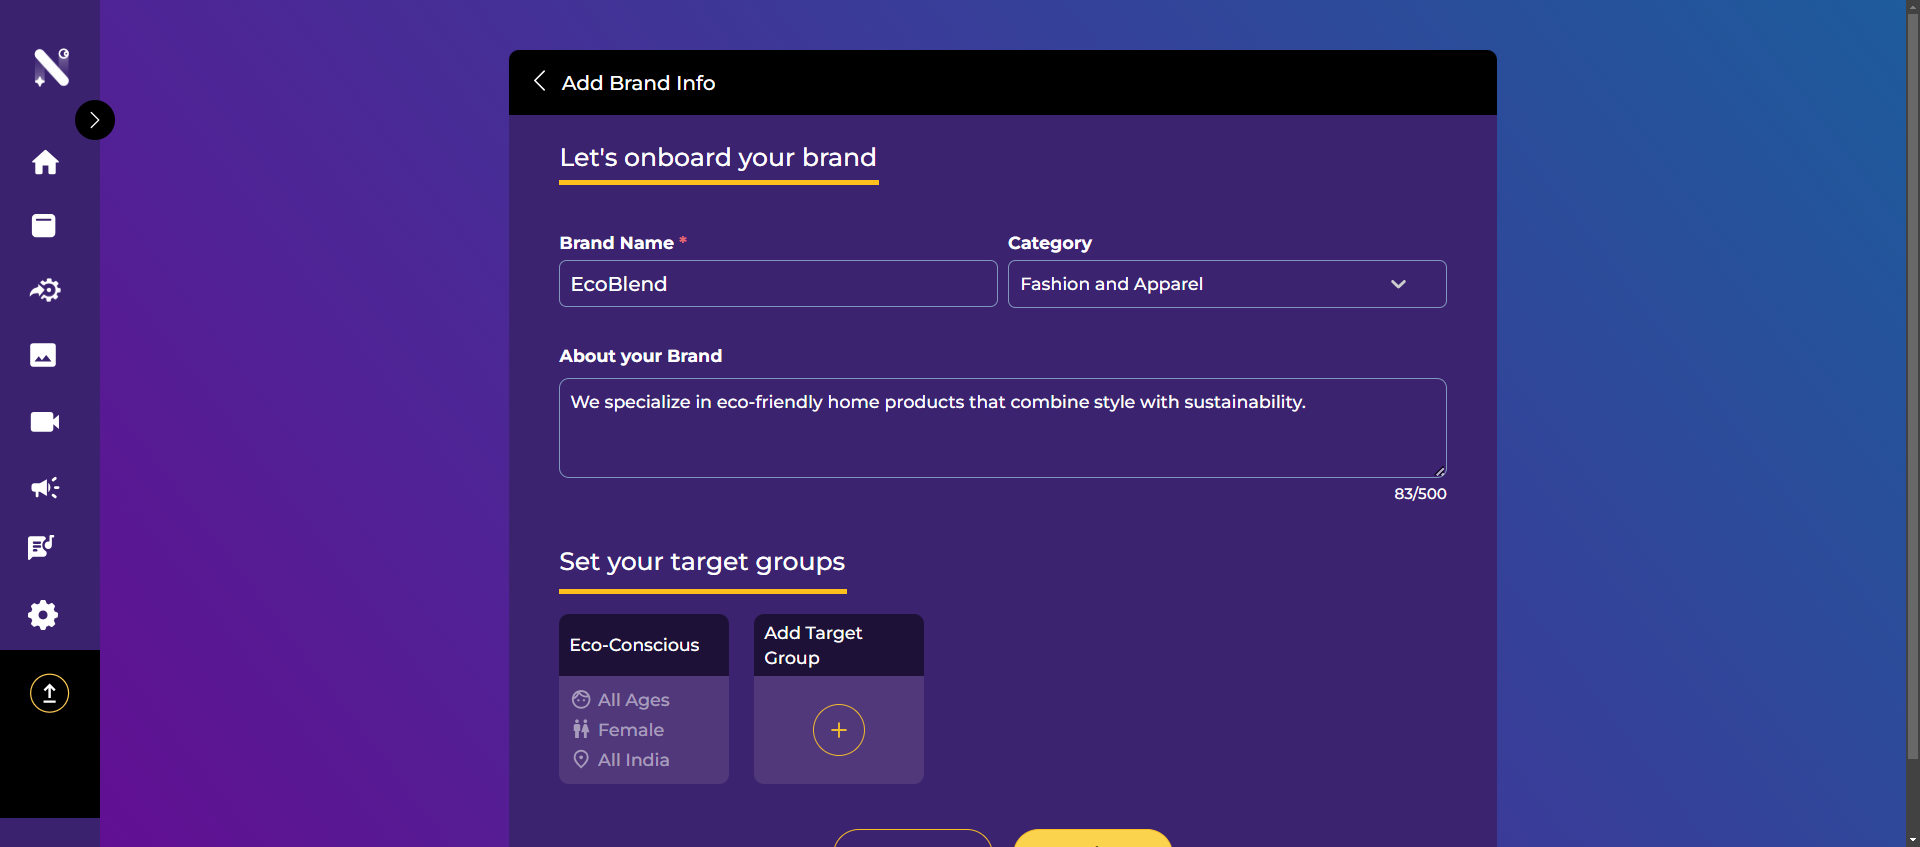 Add Brand Info
Let's onboard your brand
Brand Name *
Category
EcoBlend
Fashion and Apparel
About your Brand
We specialize in eco-friendly home products that combine style with sustainability.
83/500
Set your target groups
Eco-Conscious
All Ages
Female
All India
Add Target
Group